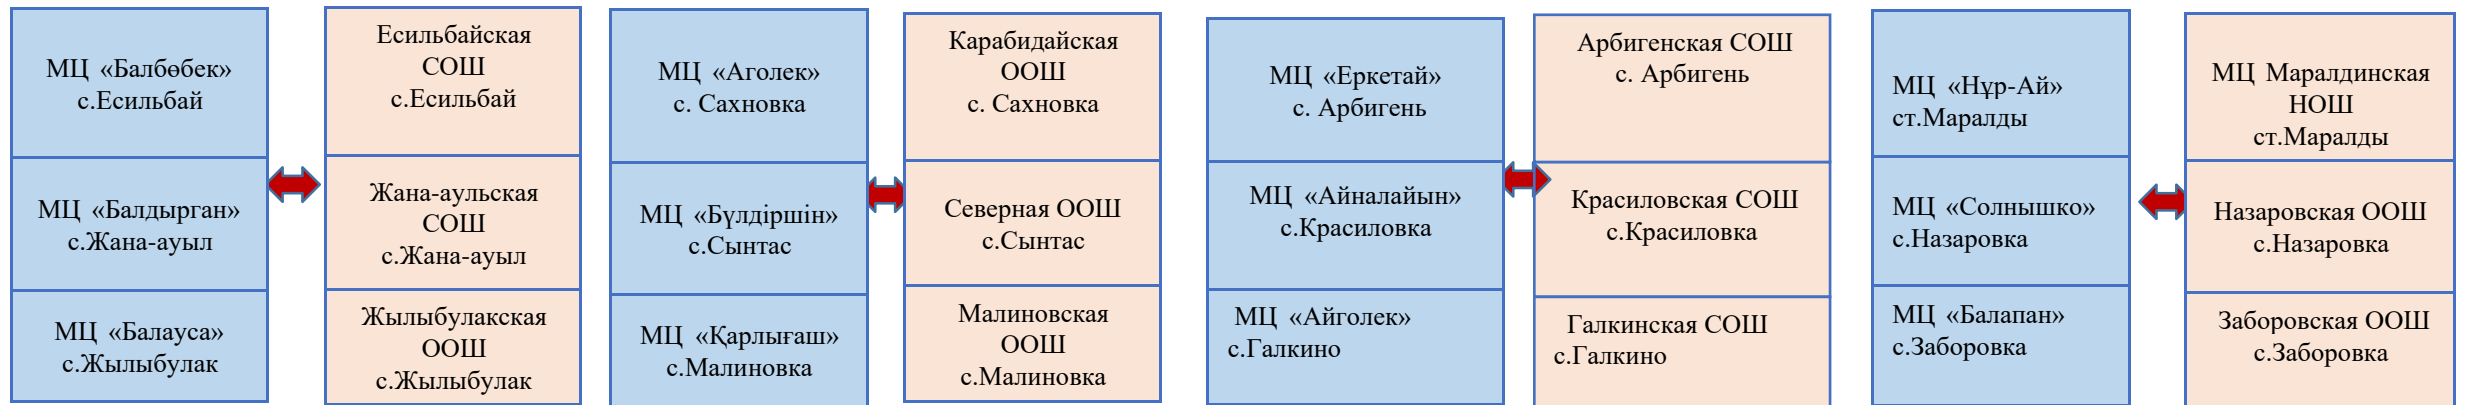 МЦ «Балбөбек»
с.Есильбай
МЦ «Балдырган»
с.Жана-ауыл
МЦ «Балауса»
с.Жылыбулак
Есильбайская
СОШ
с.Есильбай
Жана-аульская
СОШ
с.Жана-ауыл
Жылыбулакская
ООШ
с.Жылыбулак
МЦ «Аголек»
с. Сахновка
МЦ «Бүлдіршін»
с.Сынтас
МЦ «Қарлығаш»
с.Малиновка
Карабидайская
ООШ
с. Сахновка
Северная ООШ
с.Сынтас
Малиновская
ООШ
с.Малиновка
МЦ «Еркетай»
с. Арбигень
МЦ «Айналайын»
с.Красиловка
МЦ «Айголек»
с.Галкино
Арбигенская СОШ
с. Арбигень
Красиловская СОШ
с.Красиловка
Галкинская СОШ
с.Галкино
МЦ «Нұр-Ай»
ст.Маралды
МЦ «Солнышко»
с.Назаровка
МЦ «Балапан»
с.Заборовка
МЦ Маралдинская
НОШ
ст.Маралды
Назаровская ООШ
с.Назаровка
Заборовская ООШ
с.Заборовка